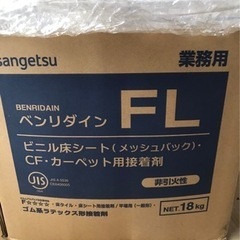 sangetsu
業務用
BENRIDAIN
ベンリダイン
FL
ビニル床シート(メッシュバック)・
CF・カーペット用接着剤
非引火性
JIS
F☆☆☆☆
ゴム系ラテックス形接着剤
NET.18kg